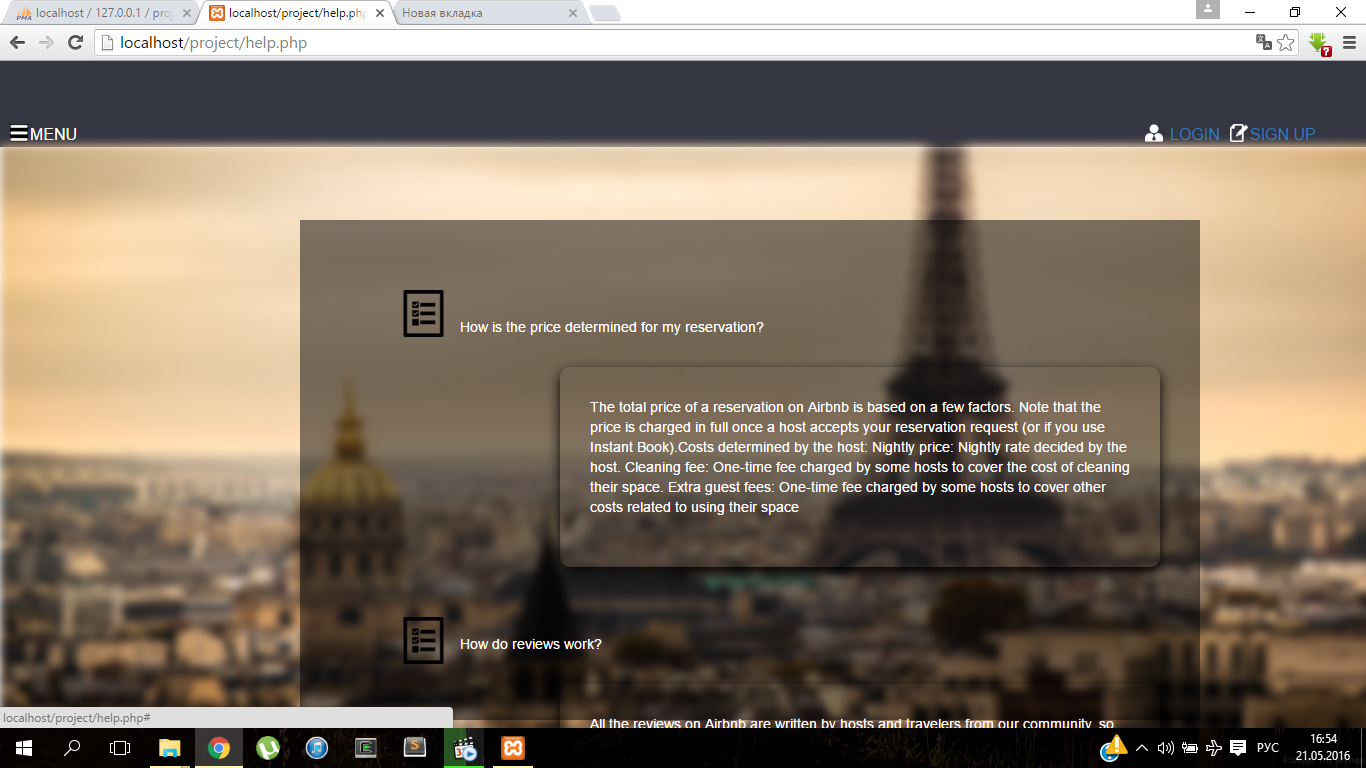 localhost / 127.0.0.1 / proj
localhost/project/help.php
Новая вкладка
localhost/project/help.php
MENU
LOGIN
SIGN UP
How is the price determined for my reservation?
The total price of a reservation on Airbnb is based on a few factors. Note that the
price is charged in full once a host accepts your reservation request (or if you use
Instant Book).Costs determined by the host: Nightly price: Nightly rate decided by the
host. Cleaning fee: One-time fee charged by some hosts to cover the cost of cleaning
their space. Extra guest fees: One-time fee charged by some hosts to cover other
costs related to using their space
How do reviews work?
All the reviews on Airbnb are written by hosts and travelers from our community, so
localhost/project/help.php#
РУС
16:54
21.05.2016